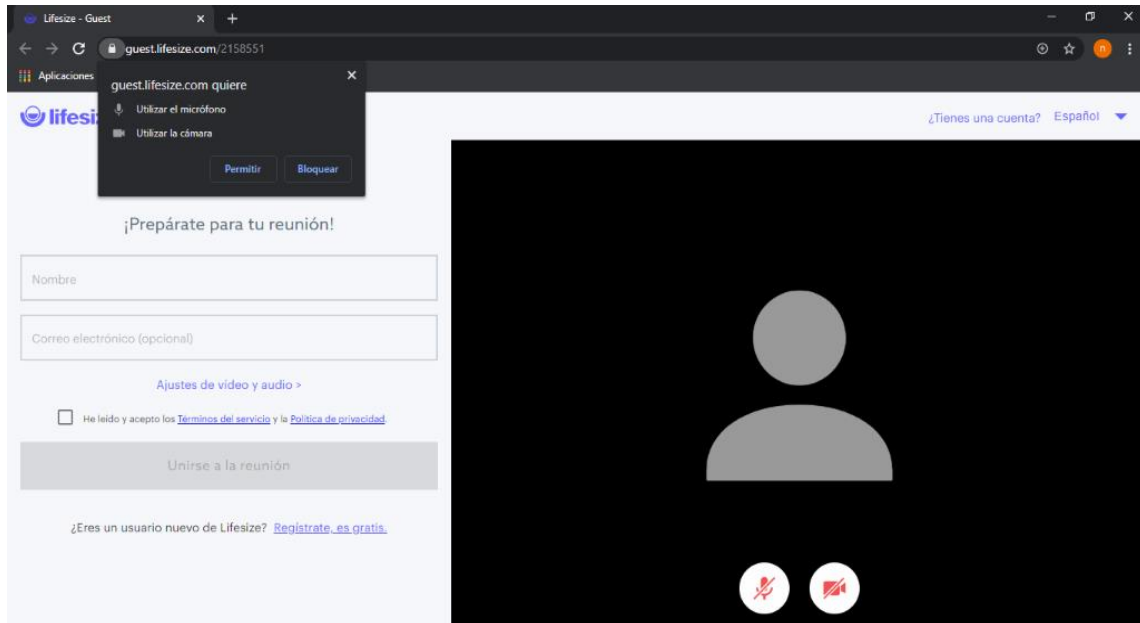 Lifesize - Guest
guest.lifesize.com/2158551
n
Aplicaciones
guest.lifesize.com quiere
Utilizar el micrófono
Utilizar la cámara
Permitir Bloquear
lifesi
¿Tienes una cuenta? Español
¡Prepárate para tu reunión!
Nombre
Correo electrónico (opcional)
Ajustes de vídeo y audio >
He leído y acepto los Términos del servicio y la Política de privacidad.
Unirse a la reunión
¿Eres un usuario nuevo de Lifesize? Regístrate, es gratis.